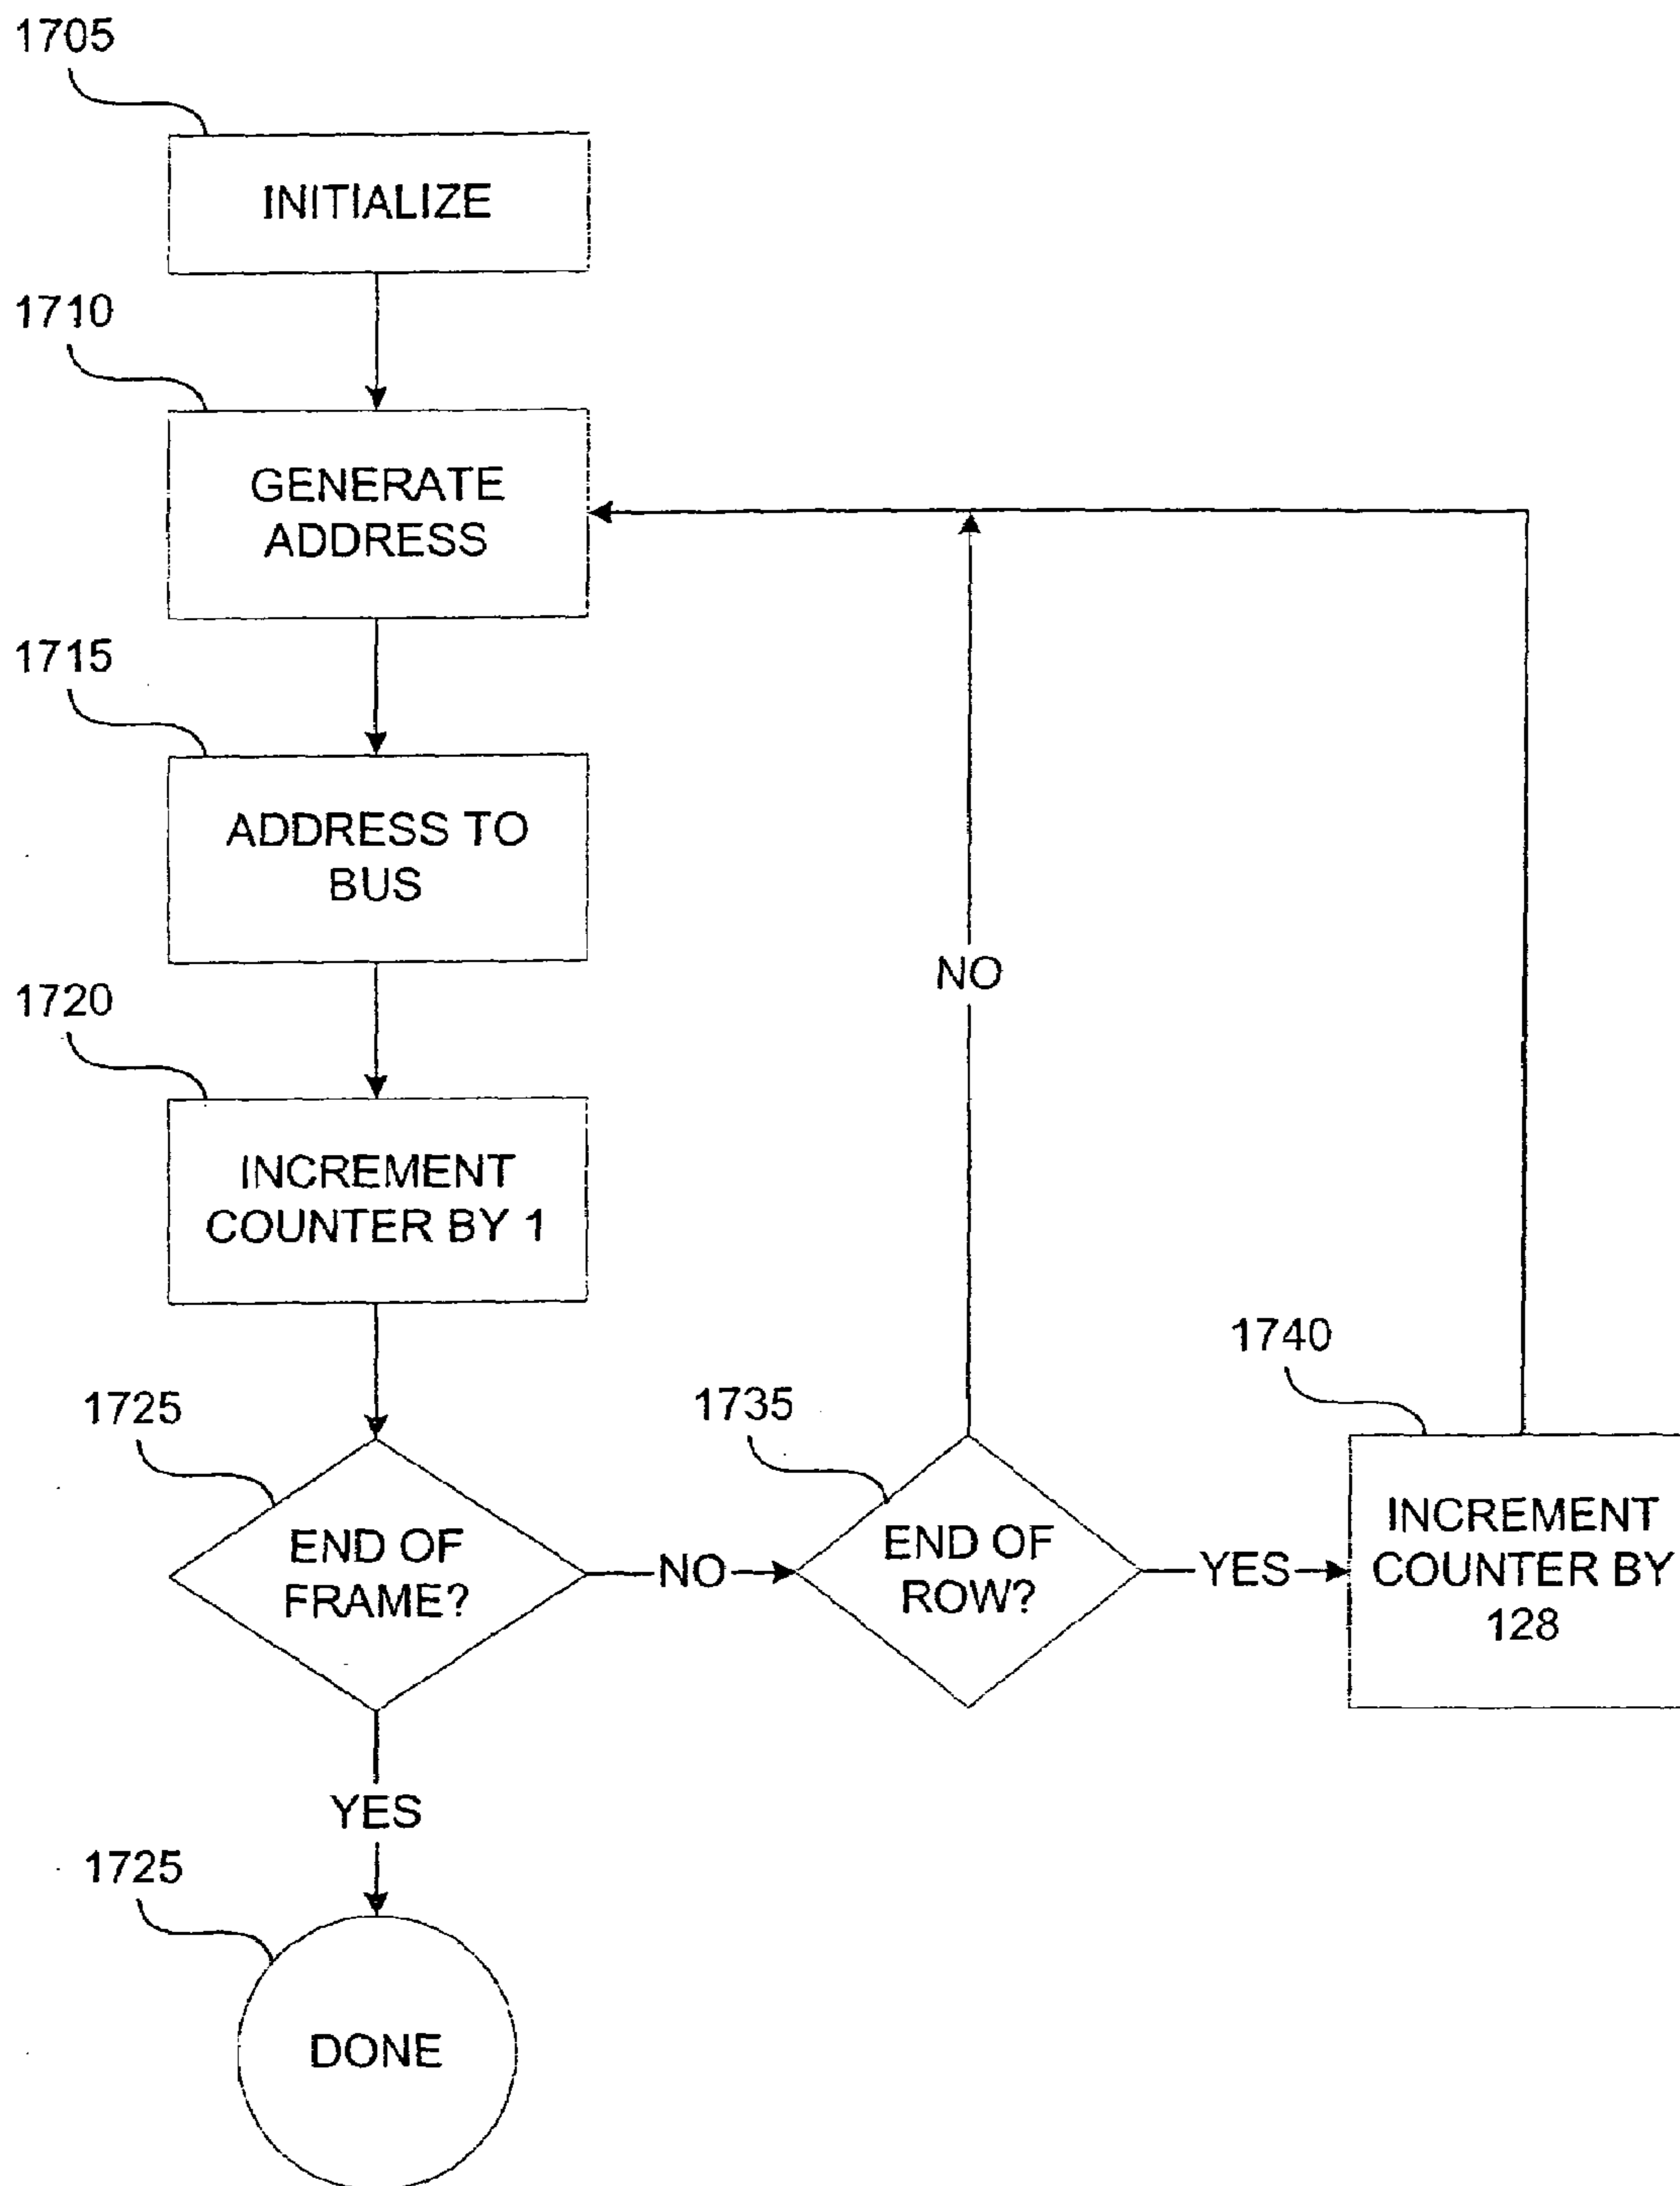 1705
INITIALIZE
1710
GENERATE
ADDRESS
1715
ADDRESS TO
BUS
1720
INCREMENT
COUNTER BY 1
1725
END OF
FRAME?
NO
1735
END OF
ROW?
NO
YES
1740
INCREMENT
COUNTER BY
128
YES
1725
DONE